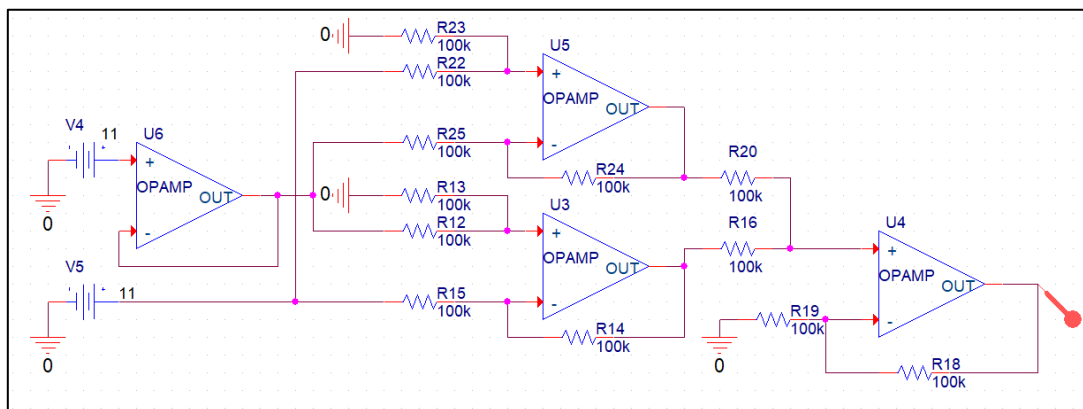 0
R23
100k
R22
100k
U5
+
OPAMP
OUT
-
V4
11
U6
+
OPAMP
OUT
-
0
R25
100k
R24
100k
R20
100k
0
R13
100k
R12
100k
U3
+
OPAMP
OUT
-
R16
100k
U4
+
OPAMP
OUT
-
V5
11
0
R15
100k
R14
100k
R19
100k
0
R18
100k